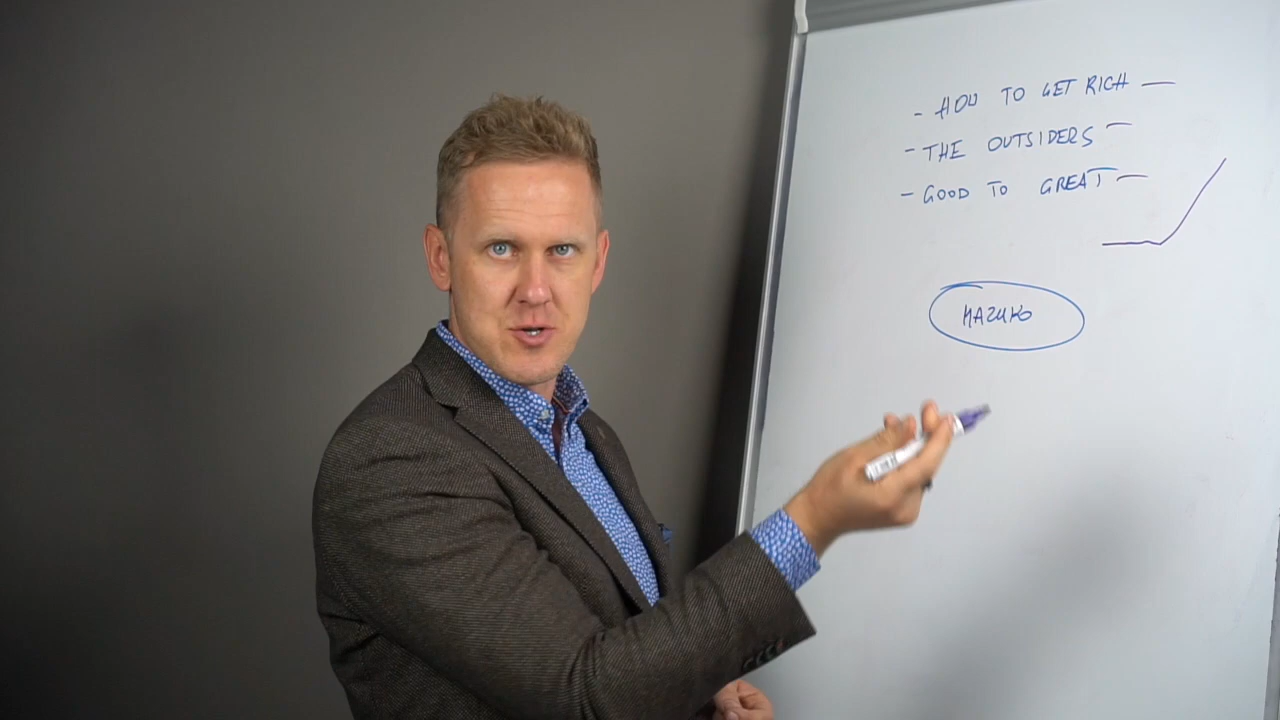 - HOW TO GET RICH —
- THE OUTSIDERS —
- GOOD TO GREAT —